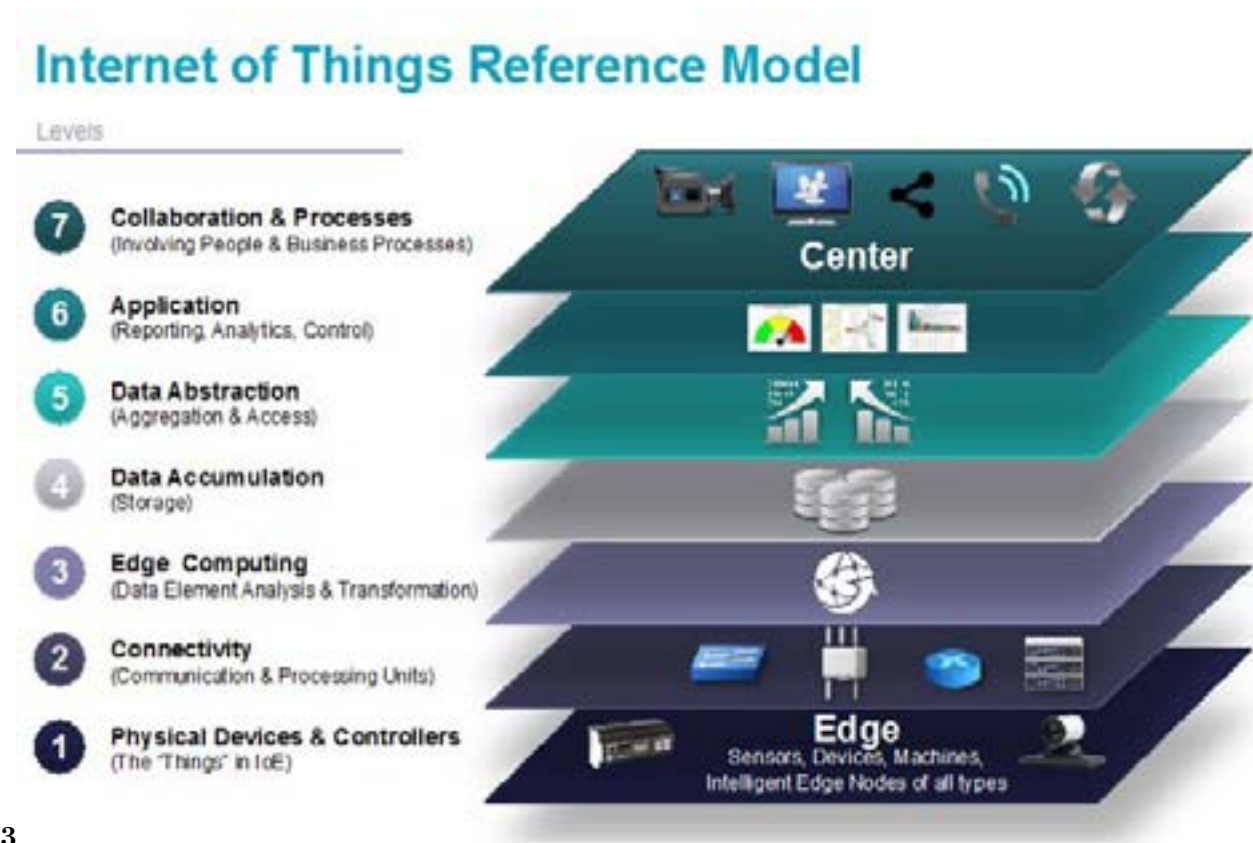 Internet of Things Reference Model
Levels
7
Collaboration & Processes
(Involving People & Business Processes)
6
Application
(Reporting, Analytics, Control)
5
Data Abstraction
(Aggregation & Access)
4
Data Accumulation
(Storage)
3
Edge Computing
(Data Element Analysis & Transformation)
2
Connectivity
(Communication & Processing Units)
1
Physical Devices & Controllers
(The "Things" in IoE)
Center
Edge
Sensors, Devices, Machines,
Intelligent Edge Nodes of all types
3